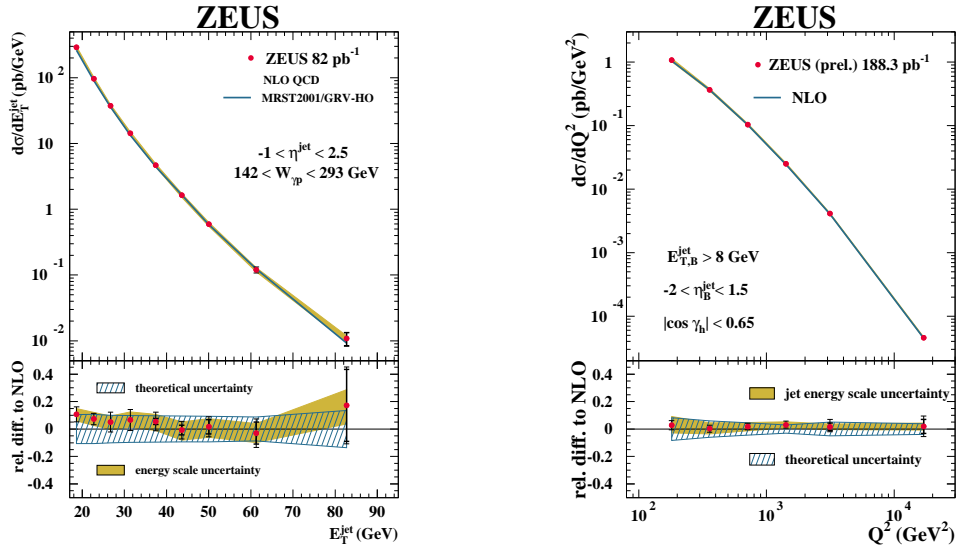 ZEUS
dσ/dE_T^jet (pb/GeV)
10^2
10
1
10^-1
10^-2
ZEUS 82 pb^-1
NLO QCD
MRST2001/GRV-HO
-1 < η^jet < 2.5
142 < W_γp < 293 GeV
rel. diff. to NLO
0.4
0.2
0
-0.2
-0.4
theoretical uncertainty
energy scale uncertainty
20 30 40 50 60 70 80 90
E_T^jet (GeV)
ZEUS
dσ/dQ^2 (pb/GeV^2)
1
10^-1
10^-2
10^-3
10^-4
ZEUS (prel.) 188.3 pb^-1
NLO
E_T,B^jet > 8 GeV
-2 < η_B^jet < 1.5
|cos γ_h| < 0.65
rel. diff. to NLO
0.4
0.2
0
-0.2
-0.4
jet energy scale uncertainty
theoretical uncertainty
10^2 10^3 10^4
Q^2 (GeV^2)